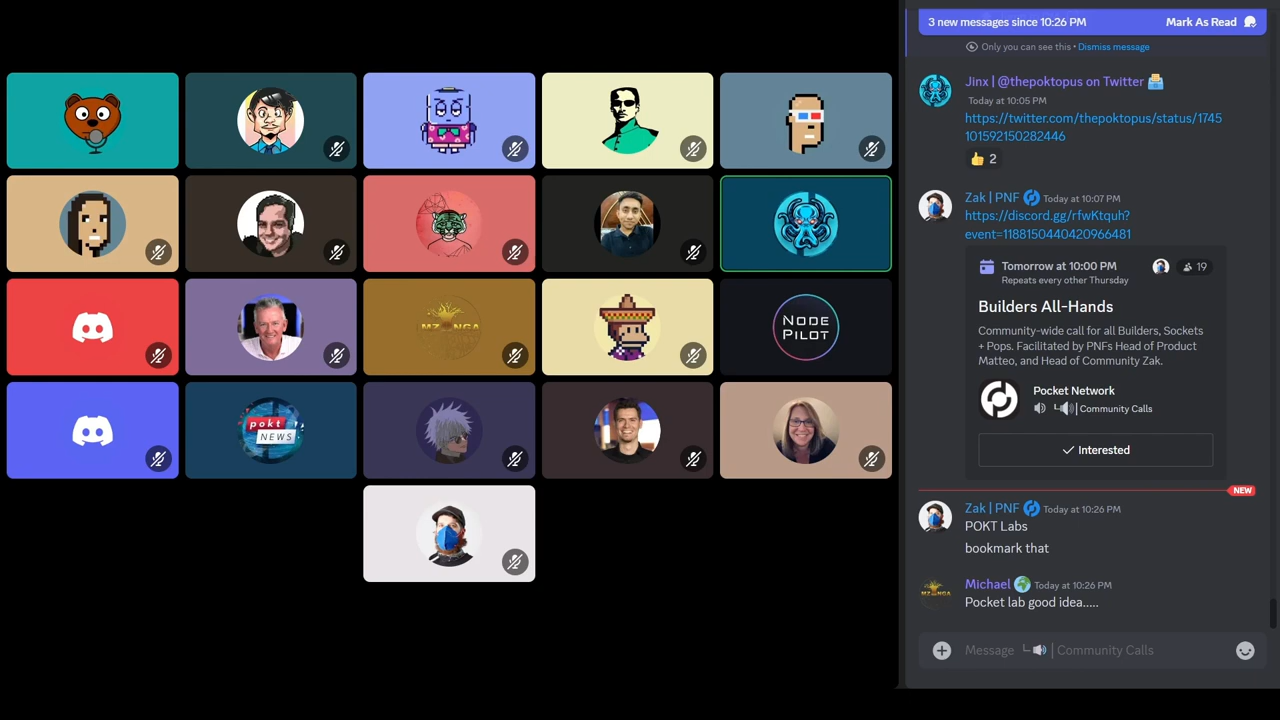 3 new messages since 10:26 PM
Mark As Read
Only you can see this • Dismiss message
Jinx | @thepoktopus on Twitter
Today at 10:05 PM
https://twitter.com/thepoktopus/status/1745
101592150282446
2
Zak | PNF Today at 10:07 PM
https://discord.gg/rfwKtquh?
event=1188150440420966481
Tomorrow at 10:00 PM
19
Repeats every other Thursday
Builders All-Hands
Community-wide call for all Builders, Sockets
+ Pops. Facilitated by PNFs Head of Product
Matteo, and Head of Community Zak.
Pocket Network
| Community Calls
Interested
NEW
Zak | PNF Today at 10:26 PM
POKT Labs
bookmark that
Michael Today at 10:26 PM
Pocket lab good idea.....
Message | Community Calls
MZONGA
NODE
PILOT
pokt
NEWS